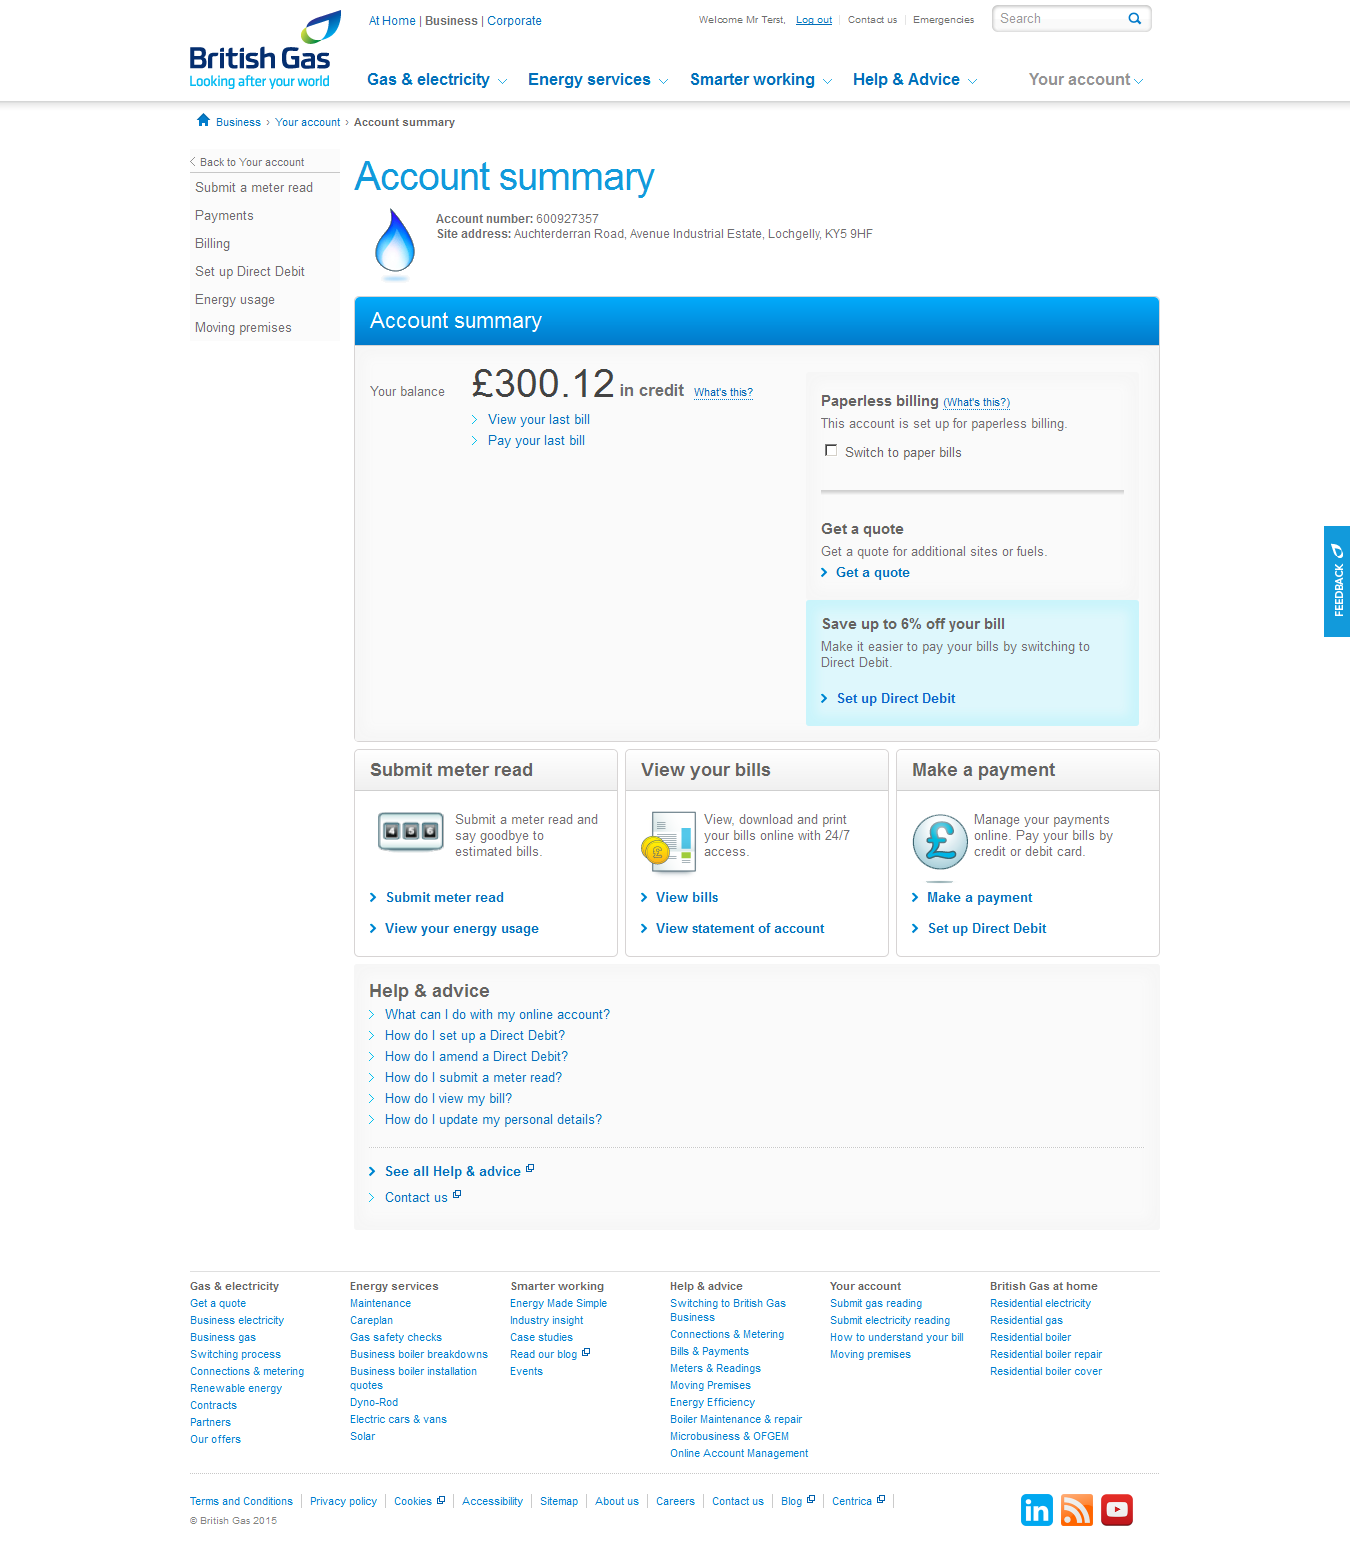 At Home | Business | Corporate
Welcome Mr Terst, Log out Contact us Emergencies
Search
British Gas
Looking after your world
Gas & electricity Energy services Smarter working Help & Advice Your account
Business › Your account › Account summary
Back to Your account
Submit a meter read
Payments
Billing
Set up Direct Debit
Energy usage
Moving premises
Account summary
Account number: 600927357
Site address: Auchterderran Road, Avenue Industrial Estate, Lochgelly, KY5 9HF
Account summary
Your balance £300.12 in credit What's this?
View your last bill
Pay your last bill
Paperless billing (What's this?)
This account is set up for paperless billing.
Switch to paper bills
Get a quote
Get a quote for additional sites or fuels.
Get a quote
Save up to 6% off your bill
Make it easier to pay your bills by switching to
Direct Debit.
Set up Direct Debit
FEEDBACK
Submit meter read
4 5 6
Submit a meter read and
say goodbye to
estimated bills.
Submit meter read
View your energy usage
View your bills
£
View, download and print
your bills online with 24/7
access.
View bills
View statement of account
Make a payment
£
Manage your payments
online. Pay your bills by
credit or debit card.
Make a payment
Set up Direct Debit
Help & advice
What can I do with my online account?
How do I set up a Direct Debit?
How do I amend a Direct Debit?
How do I submit a meter read?
How do I view my bill?
How do I update my personal details?
See all Help & advice
Contact us
Gas & electricity
Get a quote
Business electricity
Business gas
Switching process
Connections & metering
Renewable energy
Contracts
Partners
Our offers
Energy services
Maintenance
Careplan
Gas safety checks
Business boiler breakdowns
Business boiler installation
quotes
Dyno-Rod
Electric cars & vans
Solar
Smarter working
Energy Made Simple
Industry insight
Case studies
Read our blog
Events
Help & advice
Switching to British Gas
Business
Connections & Metering
Bills & Payments
Meters & Readings
Moving Premises
Energy Efficiency
Boiler Maintenance & repair
Microbusiness & OFGEM
Online Account Management
Your account
Submit gas reading
Submit electricity reading
How to understand your bill
Moving premises
British Gas at home
Residential electricity
Residential gas
Residential boiler
Residential boiler repair
Residential boiler cover
Terms and Conditions Privacy policy Cookies Accessibility Sitemap About us Careers Contact us Blog Centrica
in
© British Gas 2015